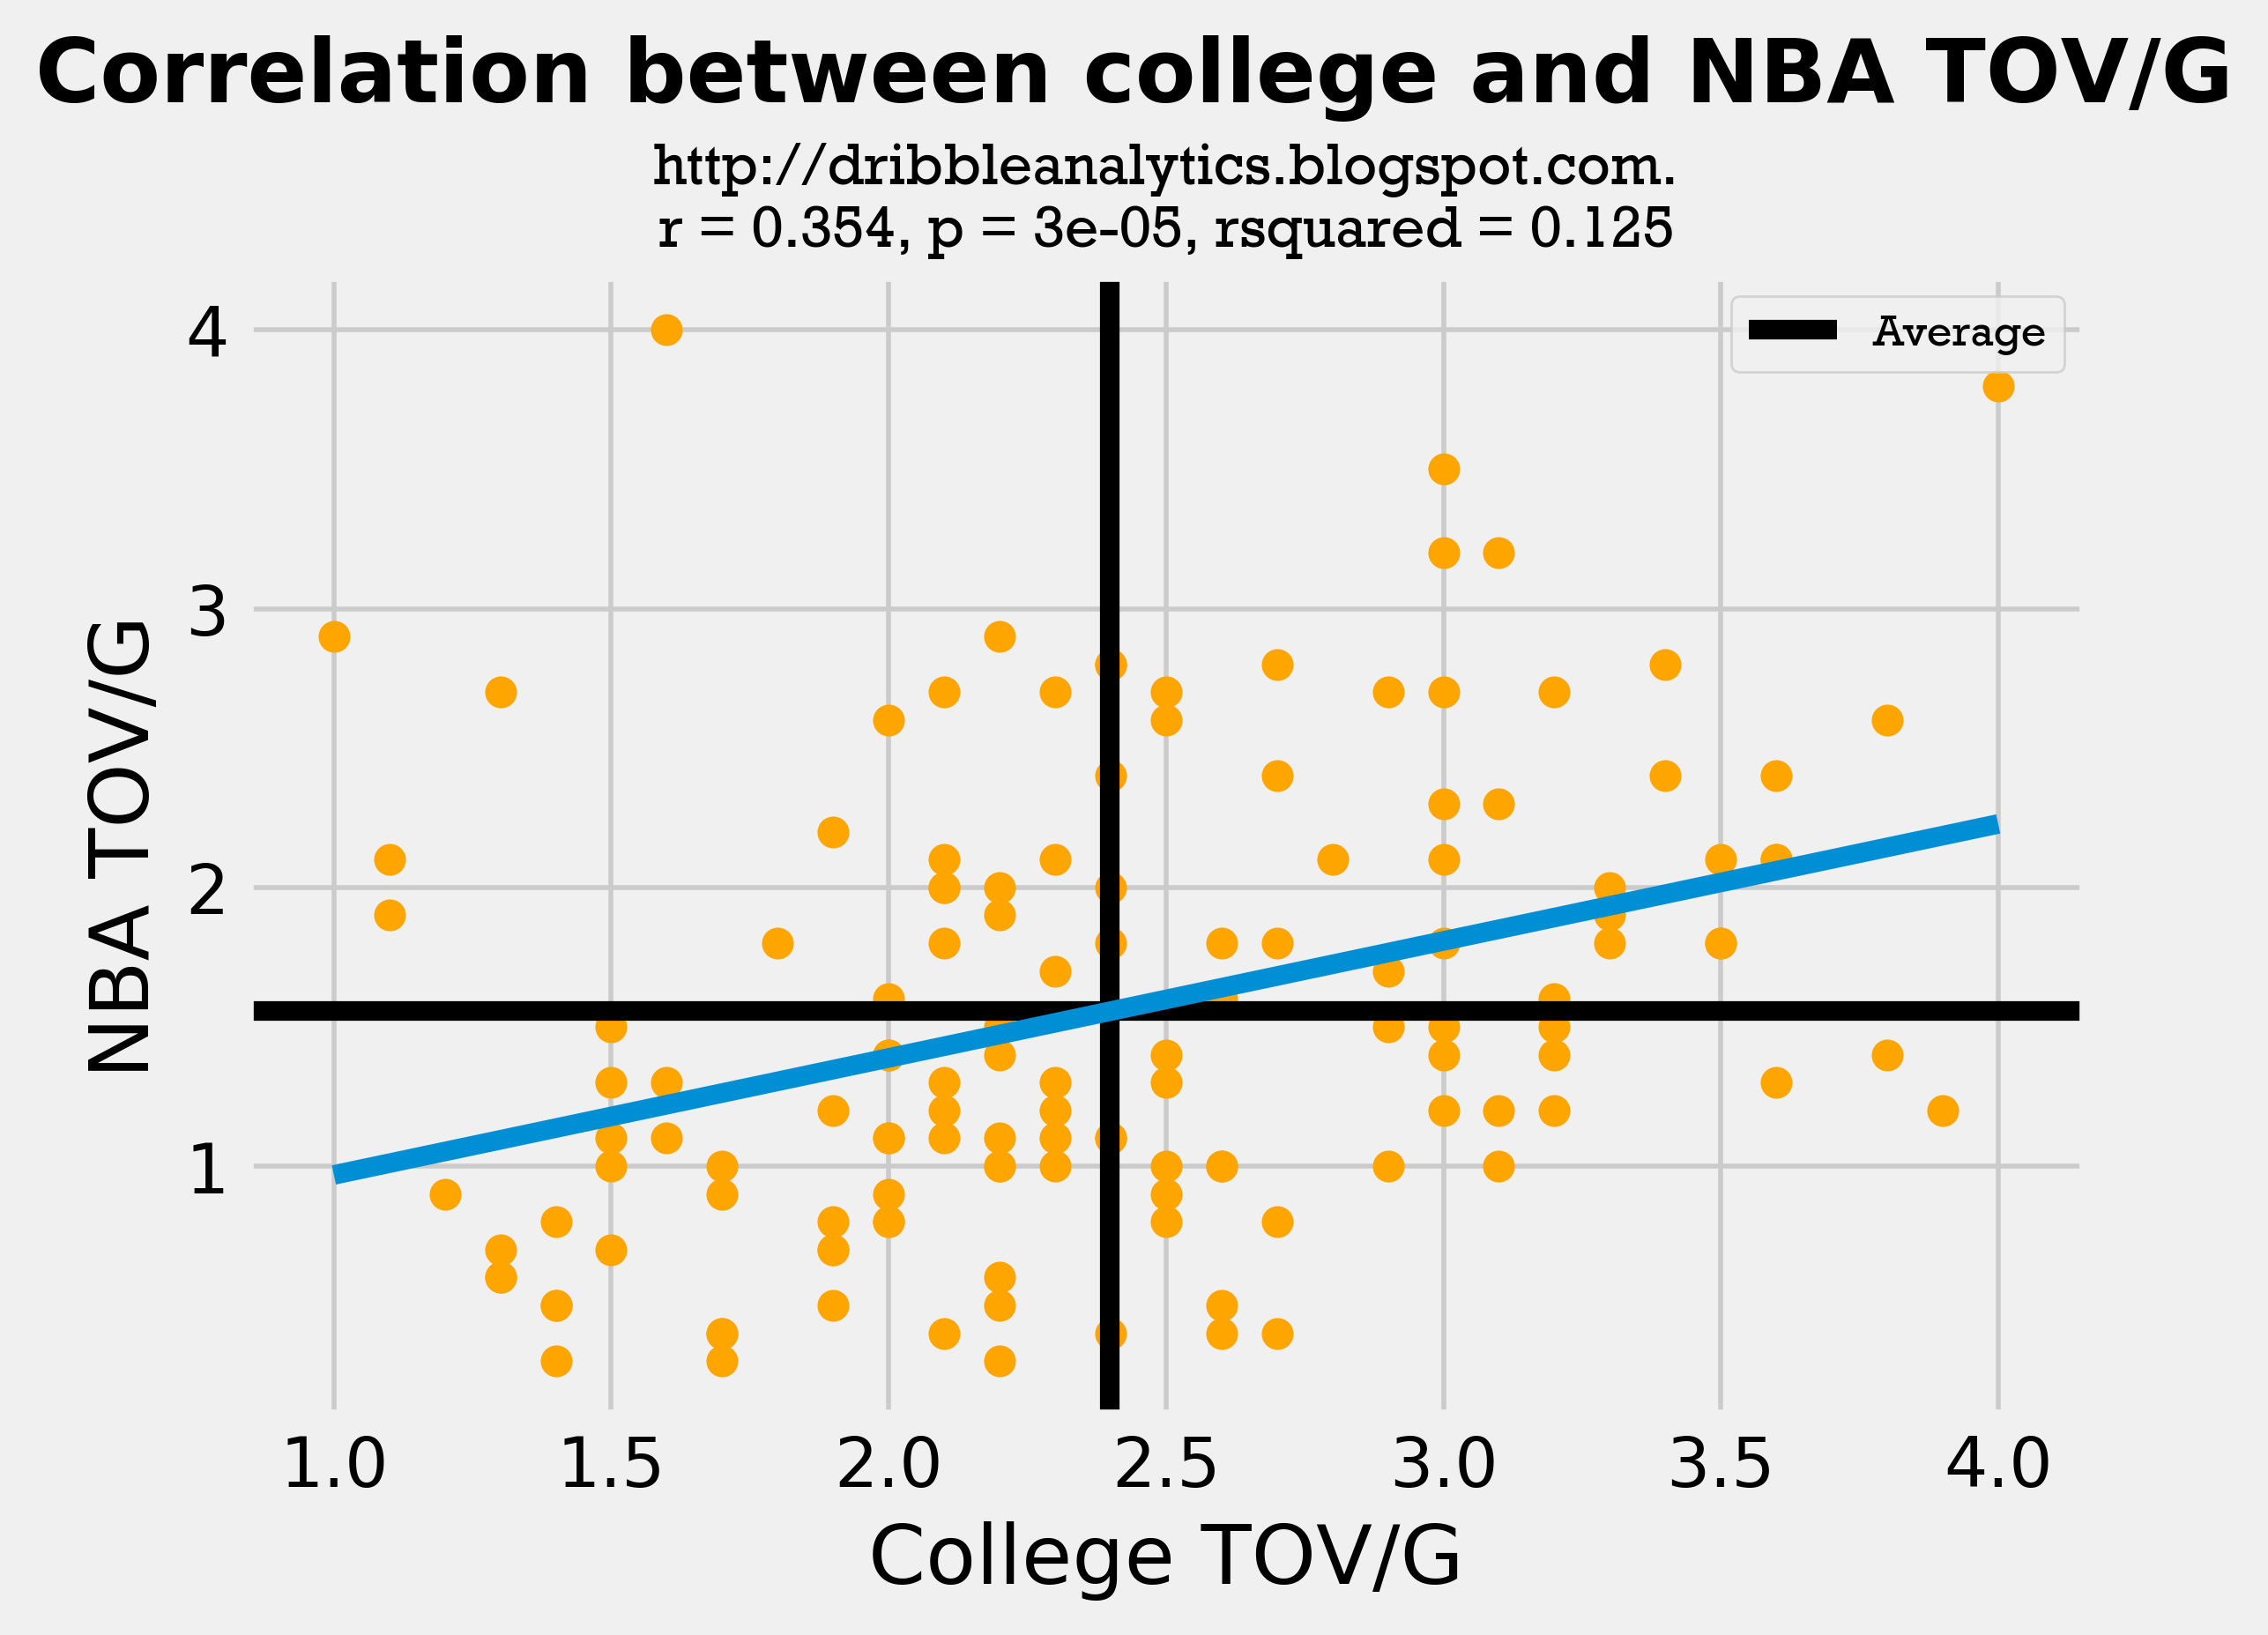 Correlation between college and NBA TOV/G
http://dribbleanalytics.blogspot.com.
r = 0.354, p = 3e-05, rsquared = 0.125
Average
4
3
2
1
NBA TOV/G
1.0 1.5 2.0 2.5 3.0 3.5 4.0
College TOV/G